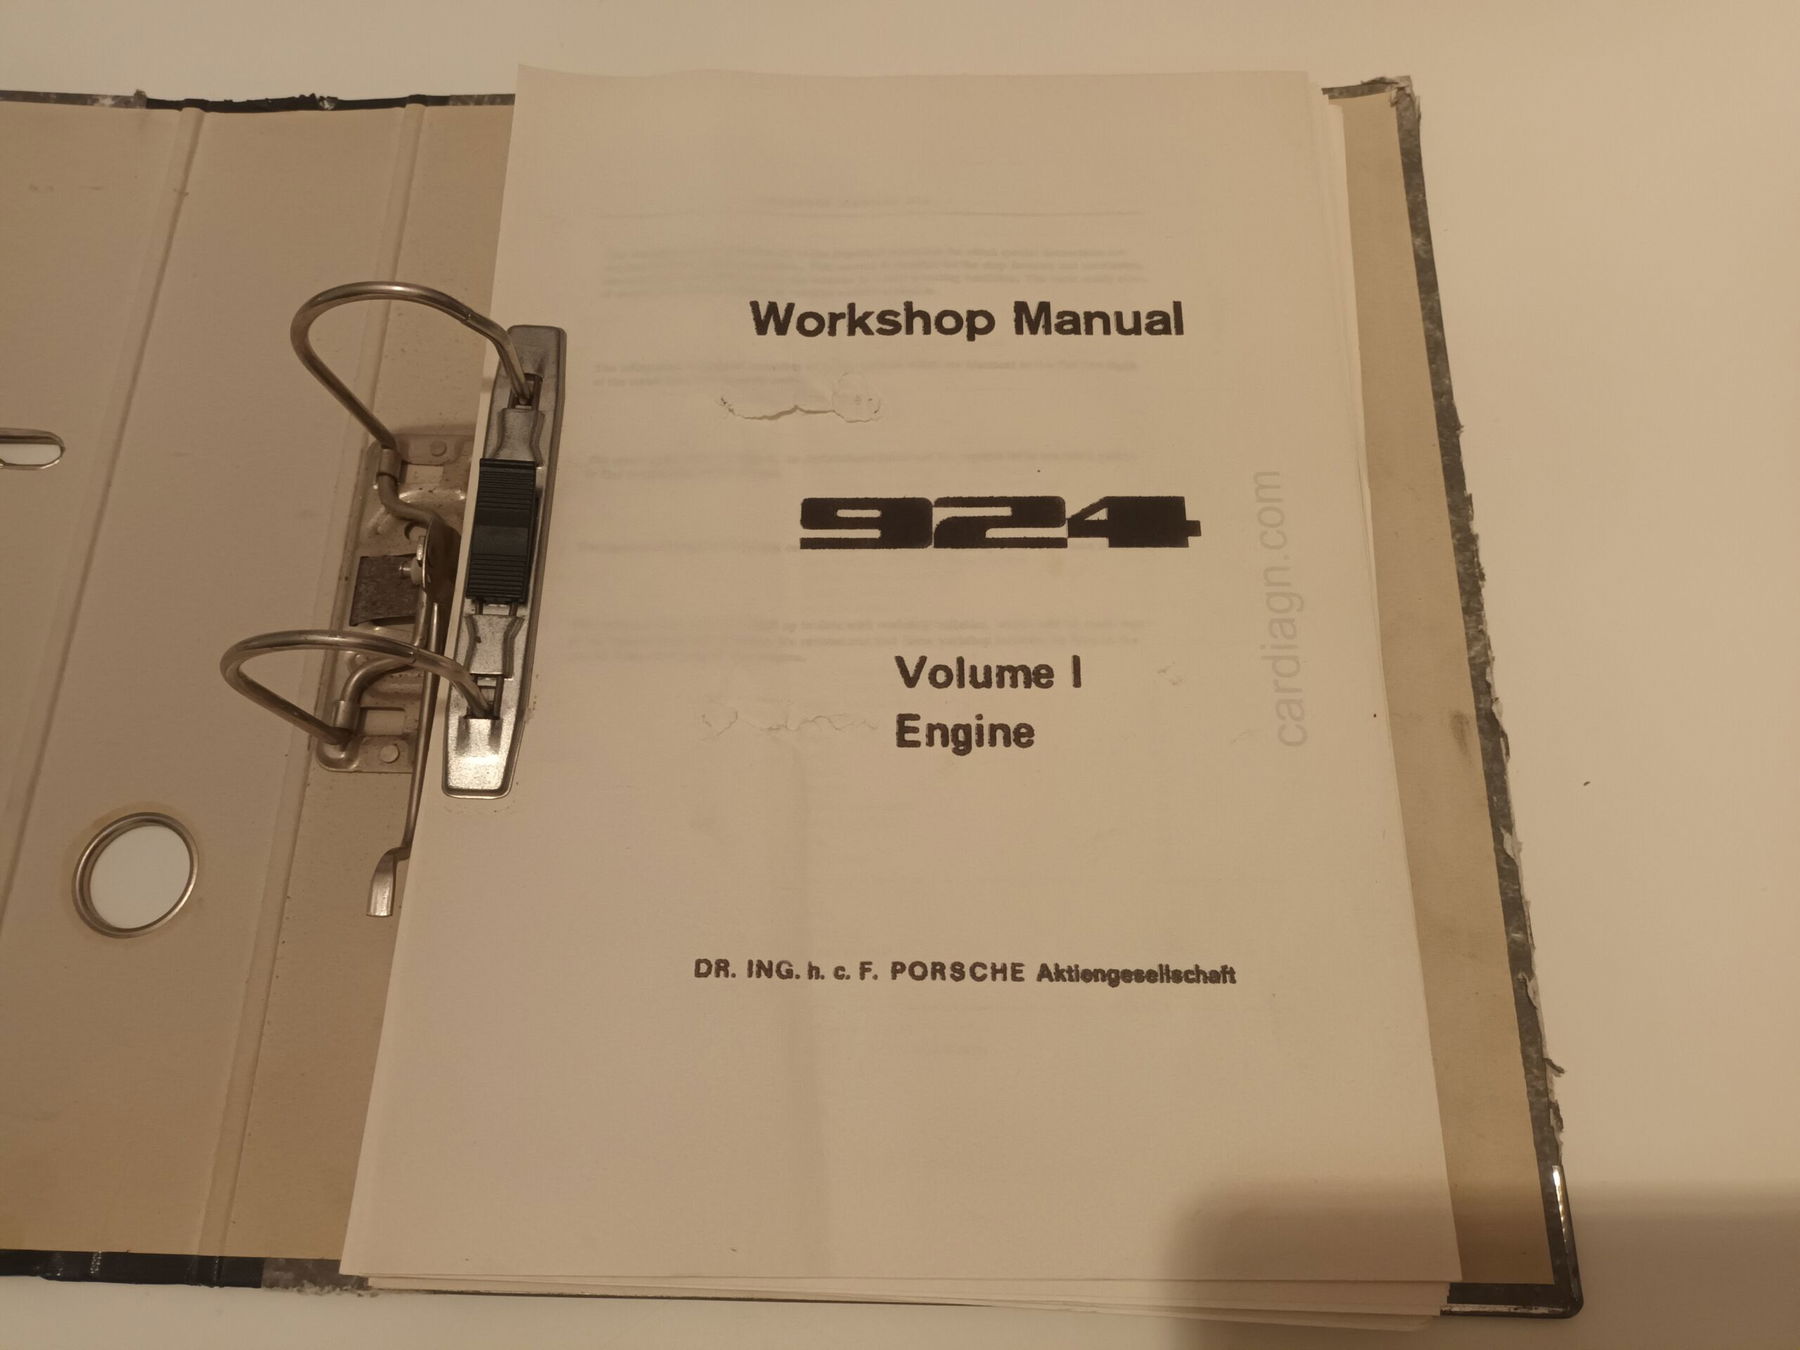 Workshop Manual
924
Volume I
Engine
DR. ING. h. c. F. PORSCHE Aktiengesellschaft
cardiagn.com